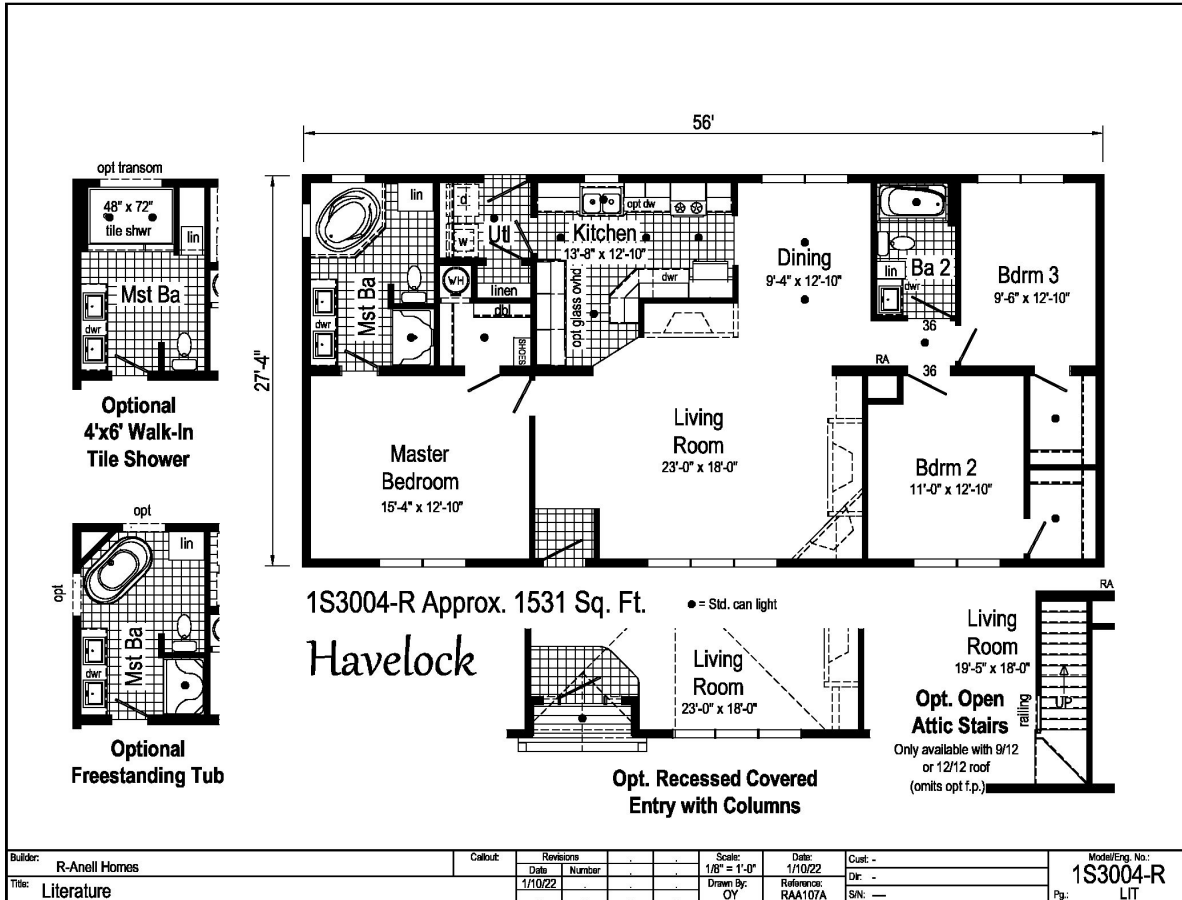 56'
27'-4"
opt transom
48" x 72"
tile shwr
lin
Mst Ba
dwr
Optional
4'x6' Walk-In
Tile Shower
opt
opt
lin
Mst Ba
dwr
Optional
Freestanding Tub
lin
Mst Ba
dwr
d
w
Utl
WH
linen
dbl
SHOES
Kitchen
13'-8" x 12'-10"
opt dw
opt glass ovhd
dwr
Dining
9'-4" x 12'-10"
lin
Ba 2
dwr
Bdrm 3
9'-6" x 12'-10"
36
RA
36
Master
Bedroom
15'-4" x 12'-10"
Living
Room
23'-0" x 18'-0"
Bdrm 2
11'-0" x 12'-10"
1S3004-R Approx. 1531 Sq. Ft.
● = Std. can light
Havelock
Living
Room
23'-0" x 18'-0"
Opt. Recessed Covered
Entry with Columns
RA
Living
Room
19'-5" x 18'-0"
Opt. Open
Attic Stairs
Only available with 9/12
or 12/12 roof
(omits opt f.p.)
railing
UP
Builder: R-Anell Homes
Title: Literature
Callout:
Revisions
Date Number
1/10/22
Scale:
1/8" = 1'-0"
Drawn By:
OY
Date:
1/10/22
Reference:
RAA107A
Cust: -
Dir: -
S/N: —
Model/Eng. No.:
1S3004-R
Pg.: LIT